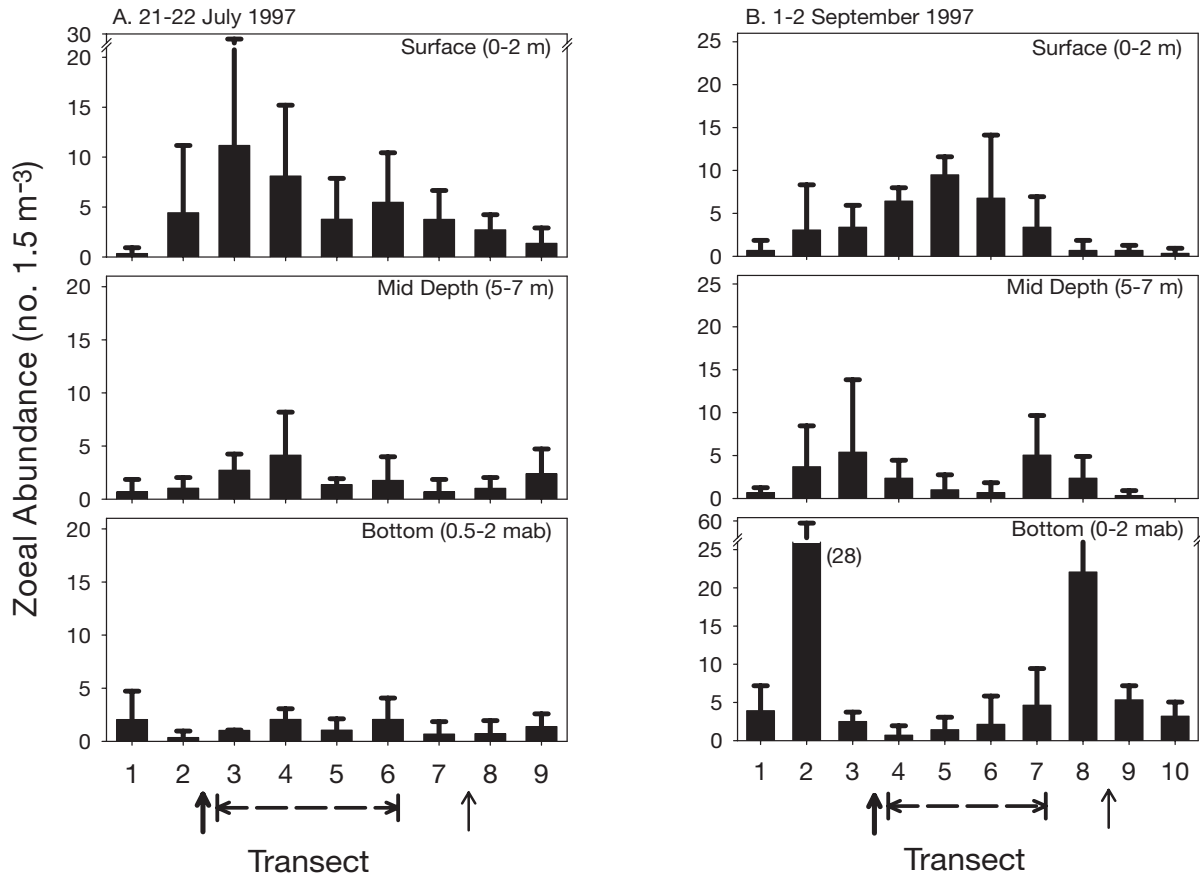 A. 21-22 July 1997
B. 1-2 September 1997
Zoeal Abundance (no. 1.5 m⁻³)
Surface (0-2 m)
30
20
15
10
5
0
Mid Depth (5-7 m)
20
15
10
5
0
Bottom (0.5-2 mab)
20
15
10
5
0
1 2 3 4 5 6 7 8 9
Transect
Surface (0-2 m)
25
20
15
10
5
0
Mid Depth (5-7 m)
25
20
15
10
5
0
Bottom (0-2 mab)
(28)
60
25
20
15
10
5
0
1 2 3 4 5 6 7 8 9 10
Transect